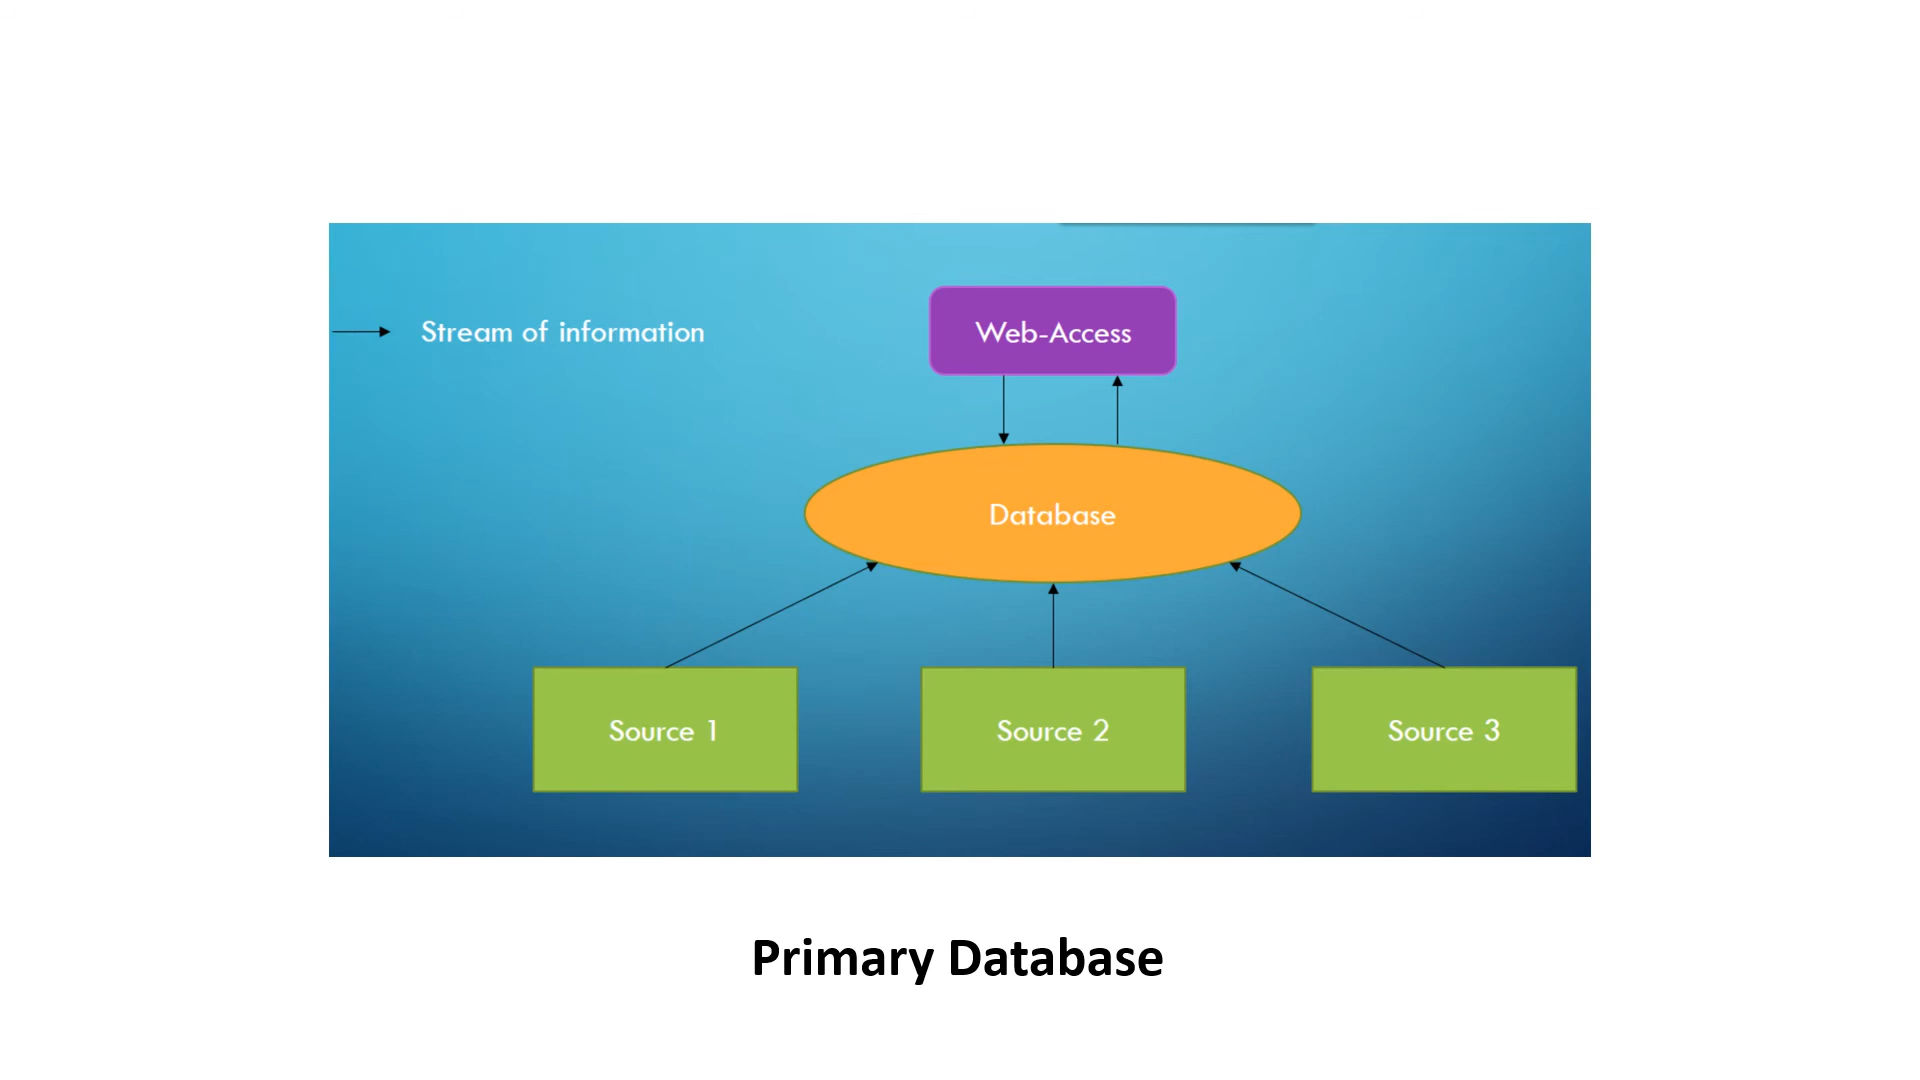 Stream of information
Web-Access
Database
Source 1
Source 2
Source 3
Primary Database